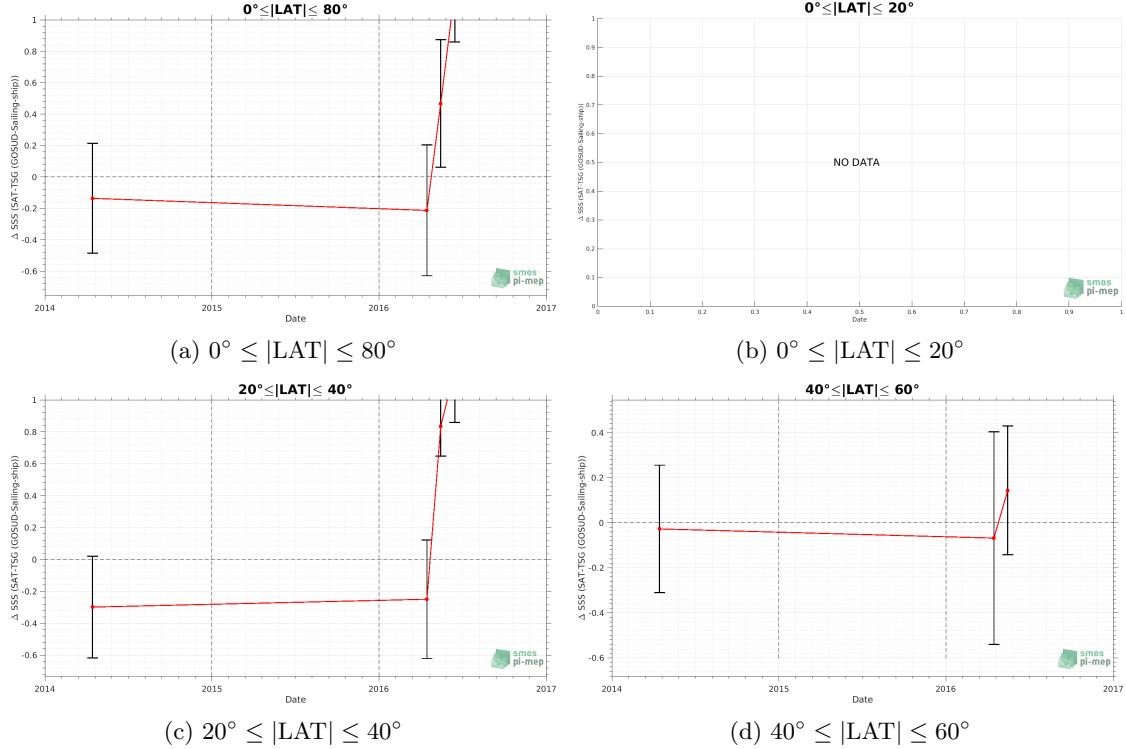 0°≤|LAT|≤ 80°
1
0.8
0.6
0.4
0.2
0
-0.2
-0.4
-0.6
Δ SSS (SAT-TSG (GOSUD-Sailing-ship))
2014
2015
2016
2017
Date
smos
pi-mep
(a) 0° ≤ |LAT| ≤ 80°
0°≤|LAT|≤ 20°
1
0.9
0.8
0.7
0.6
0.5
0.4
0.3
0.2
0.1
0
Δ SSS (SAT-TSG (GOSUD-Sailing-ship))
NO DATA
0
0.1
0.2
0.3
0.4
0.5
0.6
0.7
0.8
0.9
1
Date
smos
pi-mep
(b) 0° ≤ |LAT| ≤ 20°
20°≤|LAT|≤ 40°
1
0.8
0.6
0.4
0.2
0
-0.2
-0.4
-0.6
Δ SSS (SAT-TSG (GOSUD-Sailing-ship))
2014
2015
2016
2017
Date
smos
pi-mep
(c) 20° ≤ |LAT| ≤ 40°
40°≤|LAT|≤ 60°
0.4
0.2
0
-0.2
-0.4
-0.6
Δ SSS (SAT-TSG (GOSUD-Sailing-ship))
2014
2015
2016
2017
Date
smos
pi-mep
(d) 40° ≤ |LAT| ≤ 60°